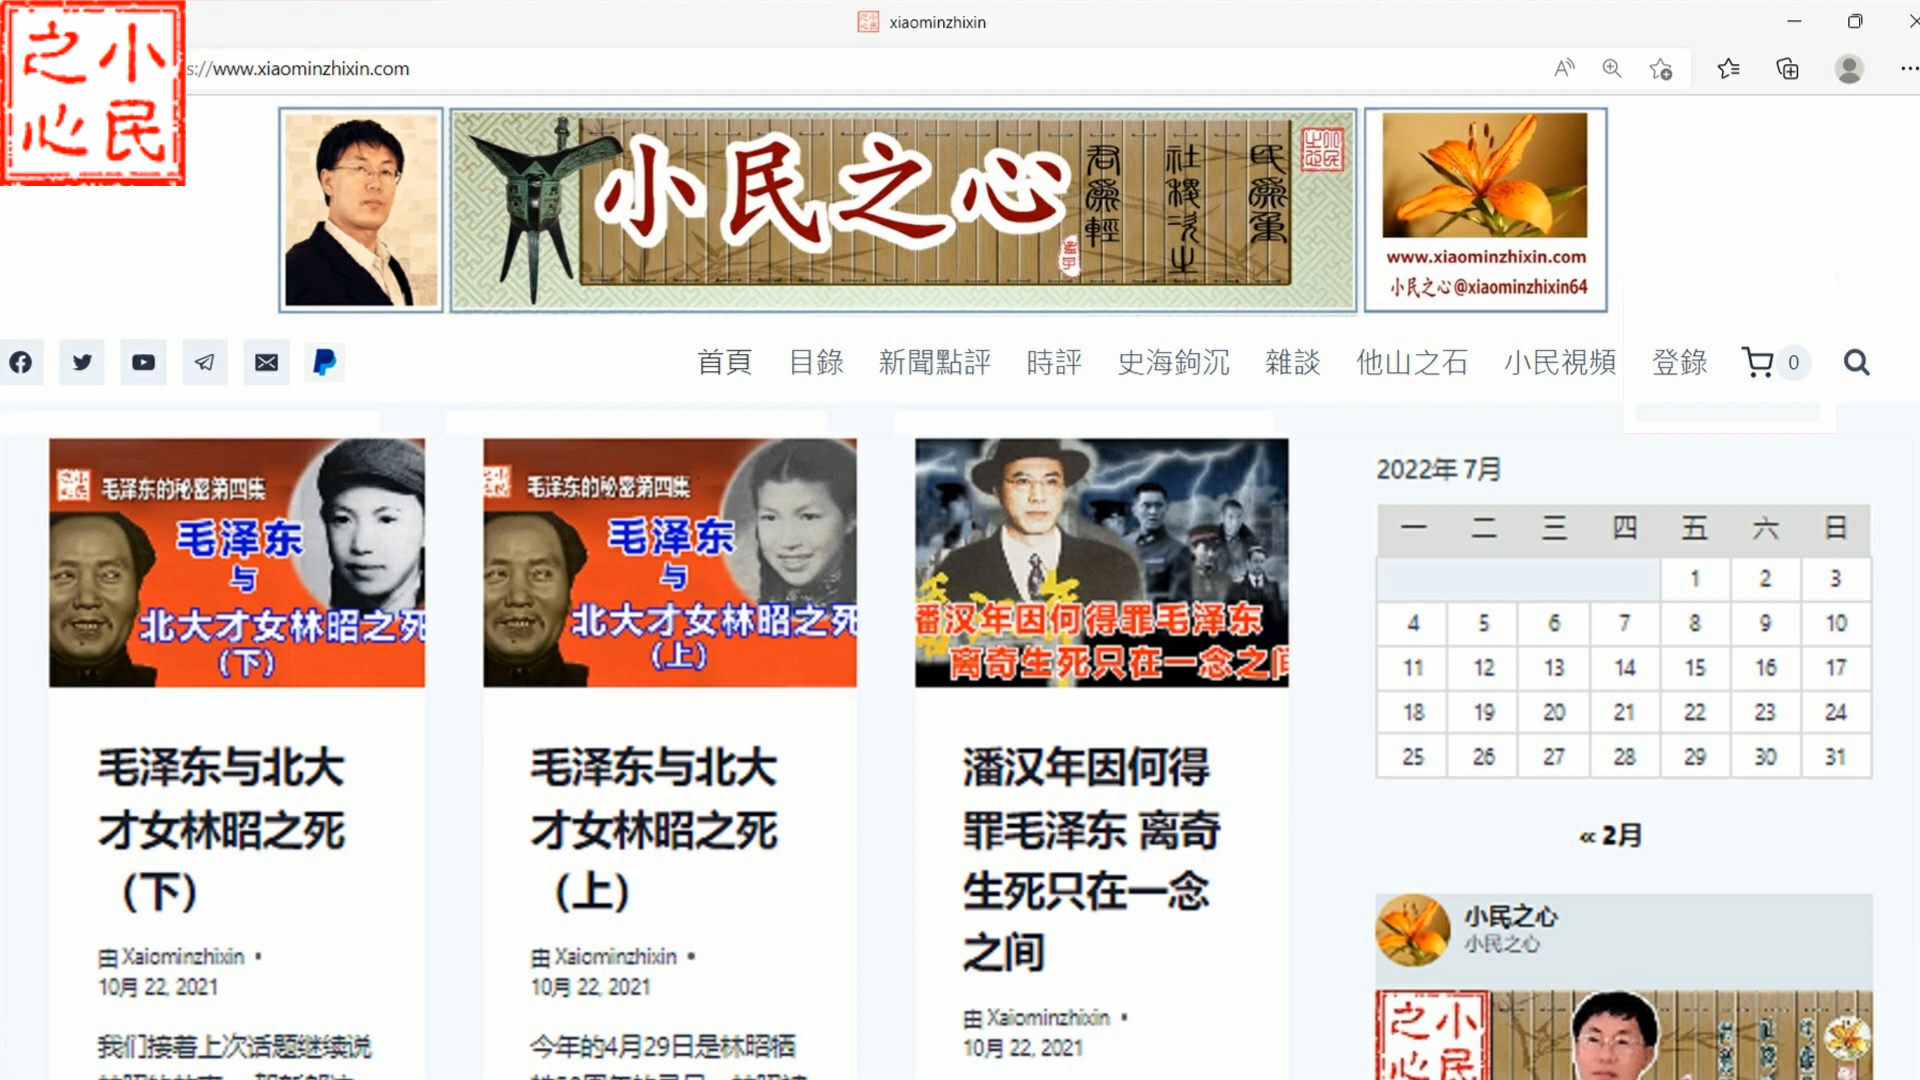 xiaominzhixin
小民之心
s://www.xiaominzhixin.com
小民之心
民為重
社稷次之
君為輕
孟子
小民之心
www.xiaominzhixin.com
小民之心@xiaominzhixin64
首頁 目錄 新聞點評 時評 史海鉤沉 雜談 他山之石 小民視頻 登錄 0
毛泽东的秘密第四集
毛泽东
与
北大才女林昭之死
（下）
毛泽东与北大
才女林昭之死
（下）
由 Xaiominzhixin •
10月 22, 2021
我们接着上次话题继续说
毛泽东的秘密第四集
毛泽东
与
北大才女林昭之死
（上）
毛泽东与北大
才女林昭之死
（上）
由 Xaiominzhixin •
10月 22, 2021
今年的4月29日是林昭牺
潘汉年因何得罪毛泽东
离奇生死只在一念之间
潘汉年因何得
罪毛泽东 离奇
生死只在一念
之间
由 Xaiominzhixin •
10月 22, 2021
2022年 7月
一 二 三 四 五 六 日
1 2 3
4 5 6 7 8 9 10
11 12 13 14 15 16 17
18 19 20 21 22 23 24
25 26 27 28 29 30 31
« 2月
小民之心
小民之心
小民之心